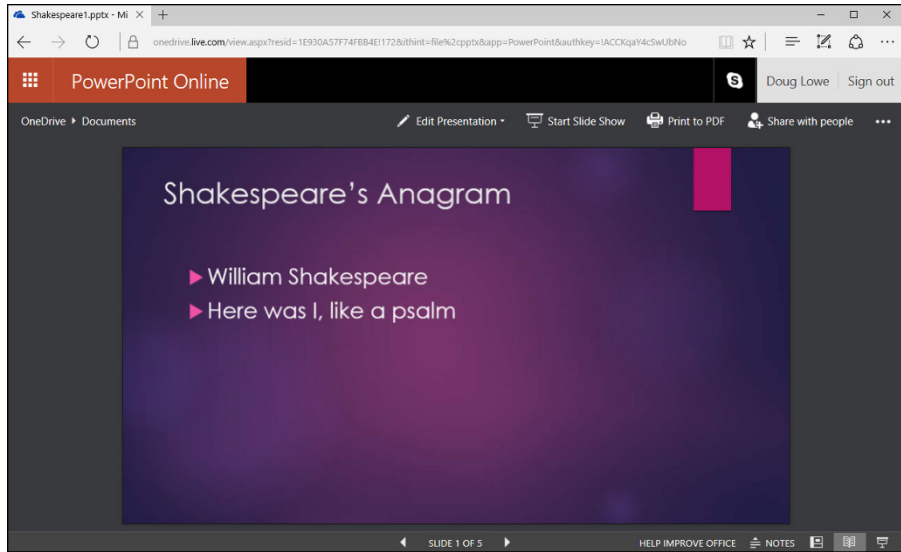 Shakespeare1.pptx - Mi
onedrive.live.com/view.aspx?resid=1E930A57F74FBB4E!172&ithint=file%2cpptx&app=PowerPoint&authkey=!ACCKqaY4cSwUbNo
PowerPoint Online
Doug Lowe
Sign out
OneDrive ▸ Documents
Edit Presentation
Start Slide Show
Print to PDF
Share with people
Shakespeare's Anagram
William Shakespeare
Here was I, like a psalm
SLIDE 1 OF 5
HELP IMPROVE OFFICE
NOTES